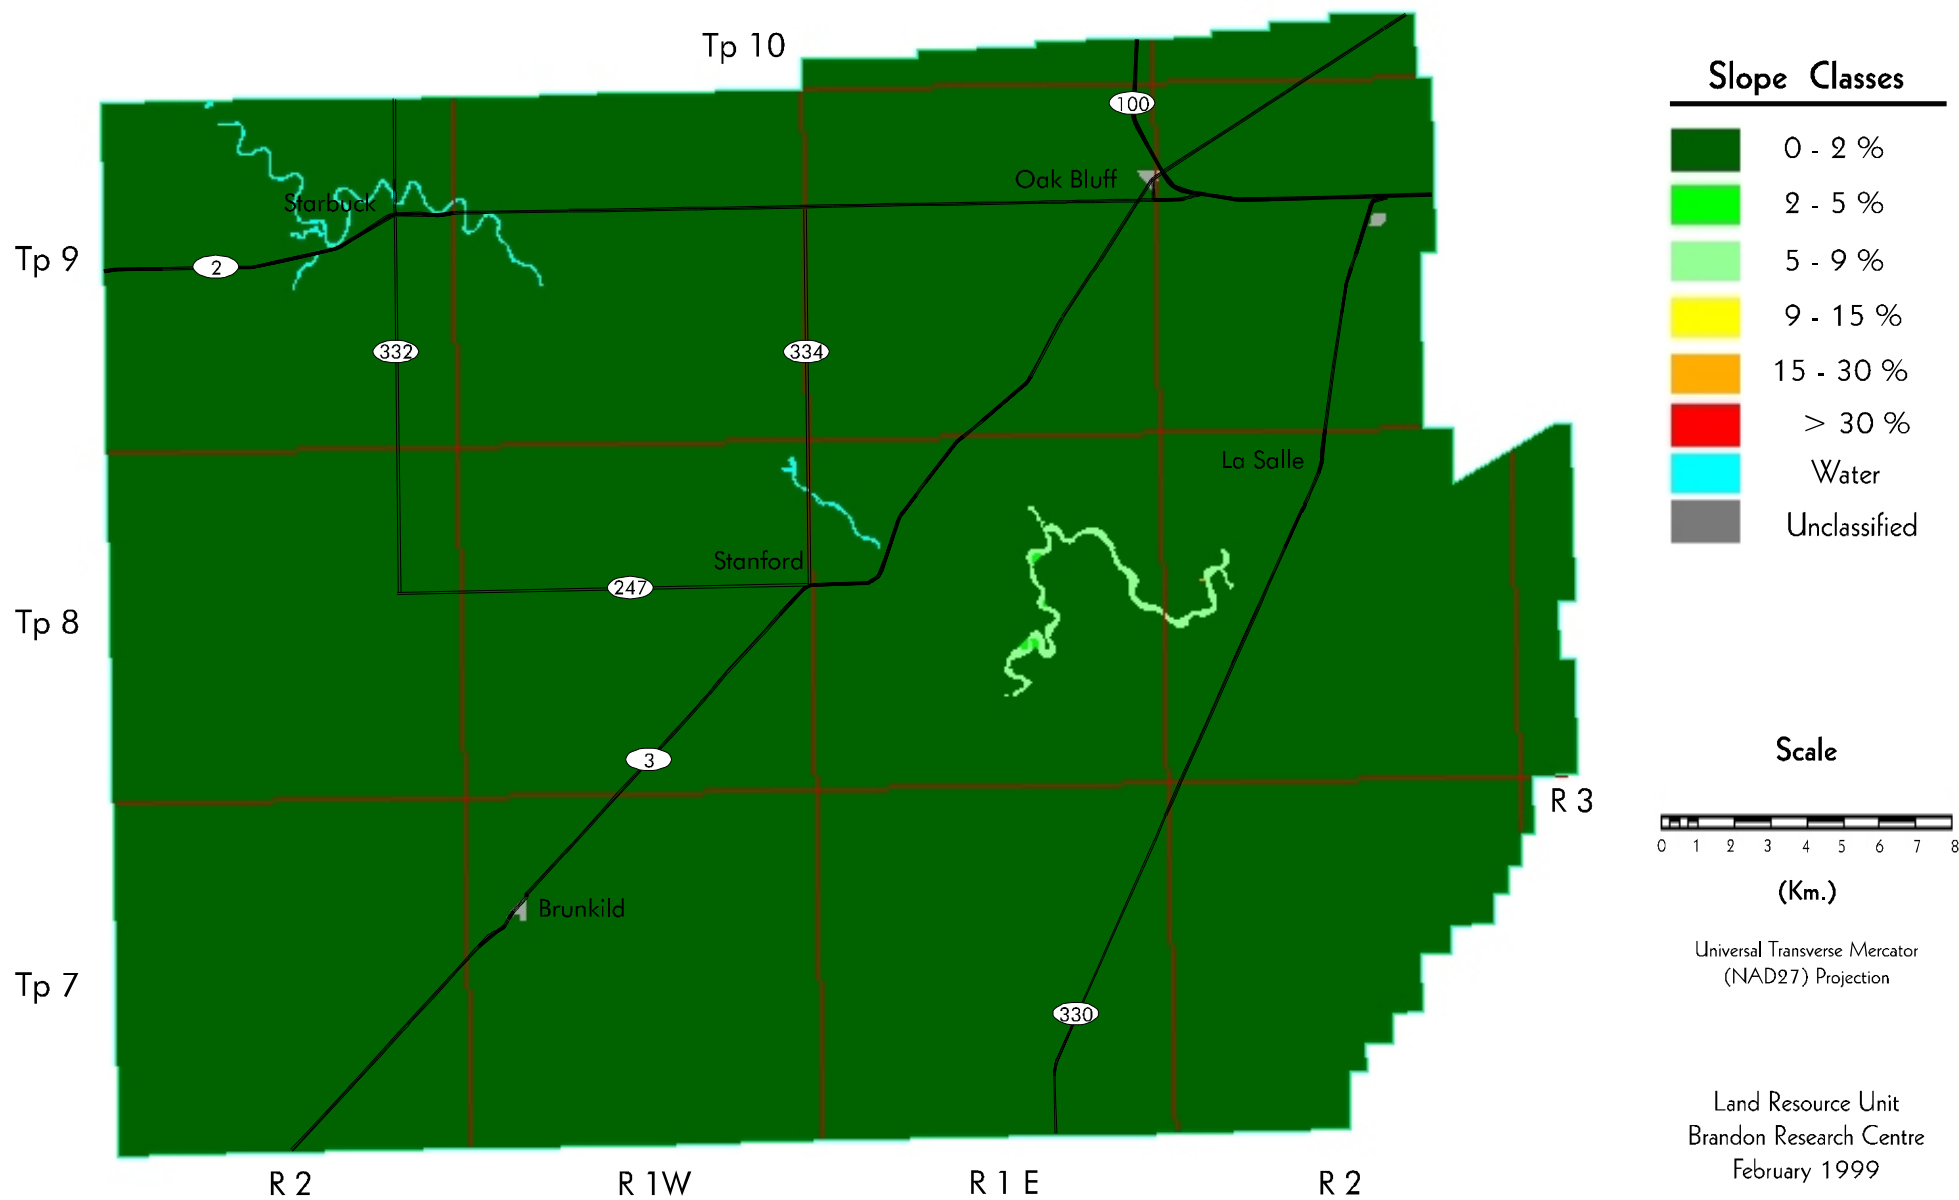 Tp 10
Slope Classes
100
0 - 2 %
Oak Bluff
2 - 5 %
Starbuck
Tp 9
2
5 - 9 %
9 - 15 %
332
334
15 - 30 %
> 30 %
La Salle
Water
Unclassified
Stanford
247
Tp 8
3
Scale
R 3
0 1 2 3 4 5 6 7 8
(Km.)
Brunkild
Universal Transverse Mercator
(NAD27) Projection
Tp 7
330
Land Resource Unit
Brandon Research Centre
February 1999
R 2
R 1W
R 1 E
R 2